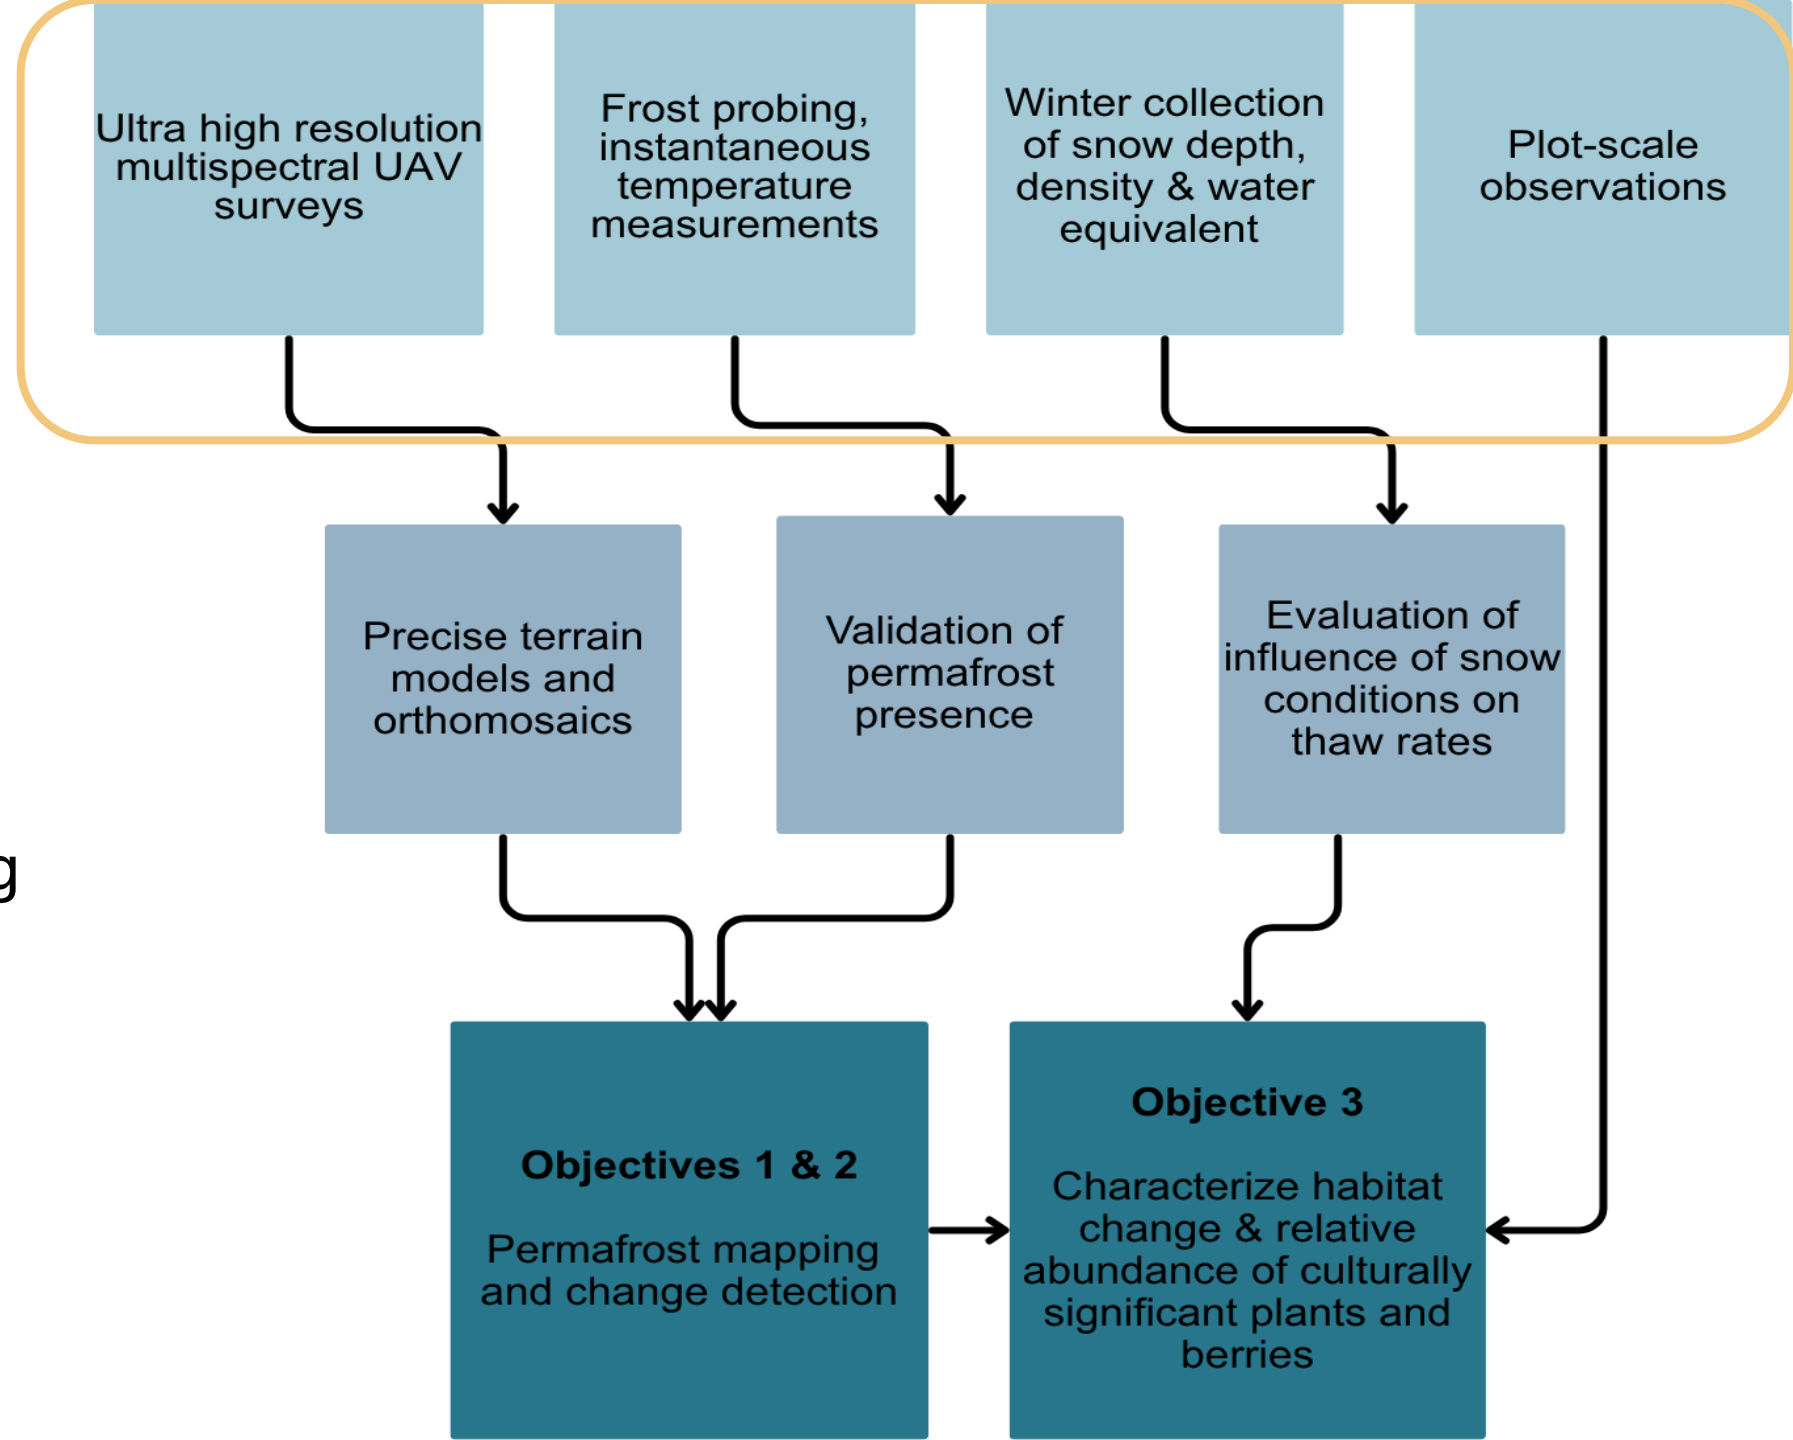 Ultra high resolution
multispectral UAV
surveys
Frost probing,
instantaneous
temperature
measurements
Winter collection
of snow depth,
density & water
equivalent
Plot-scale
observations
Precise terrain
models and
orthomosaics
Validation of
permafrost
presence
Evaluation of
influence of snow
conditions on
thaw rates
g
Objectives 1 & 2
Permafrost mapping
and change detection
Objective 3
Characterize habitat
change & relative
abundance of culturally
significant plants and
berries